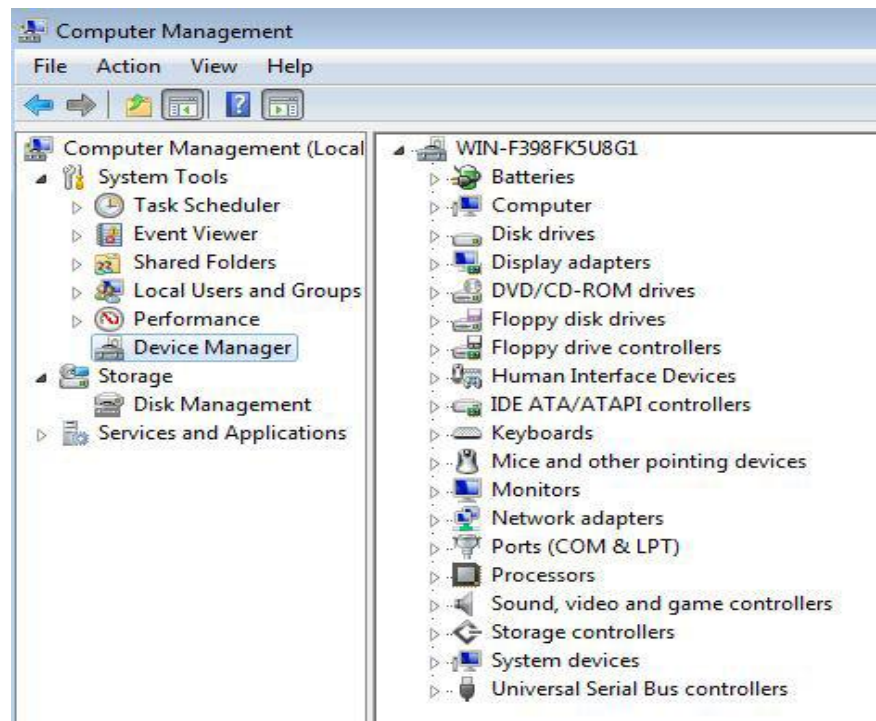 Computer Management
File Action View Help
Computer Management (Local
System Tools
Task Scheduler
Event Viewer
Shared Folders
Local Users and Groups
Performance
Device Manager
Storage
Disk Management
Services and Applications
WIN-F398FK5U8G1
Batteries
Computer
Disk drives
Display adapters
DVD/CD-ROM drives
Floppy disk drives
Floppy drive controllers
Human Interface Devices
IDE ATA/ATAPI controllers
Keyboards
Mice and other pointing devices
Monitors
Network adapters
Ports (COM & LPT)
Processors
Sound, video and game controllers
Storage controllers
System devices
Universal Serial Bus controllers